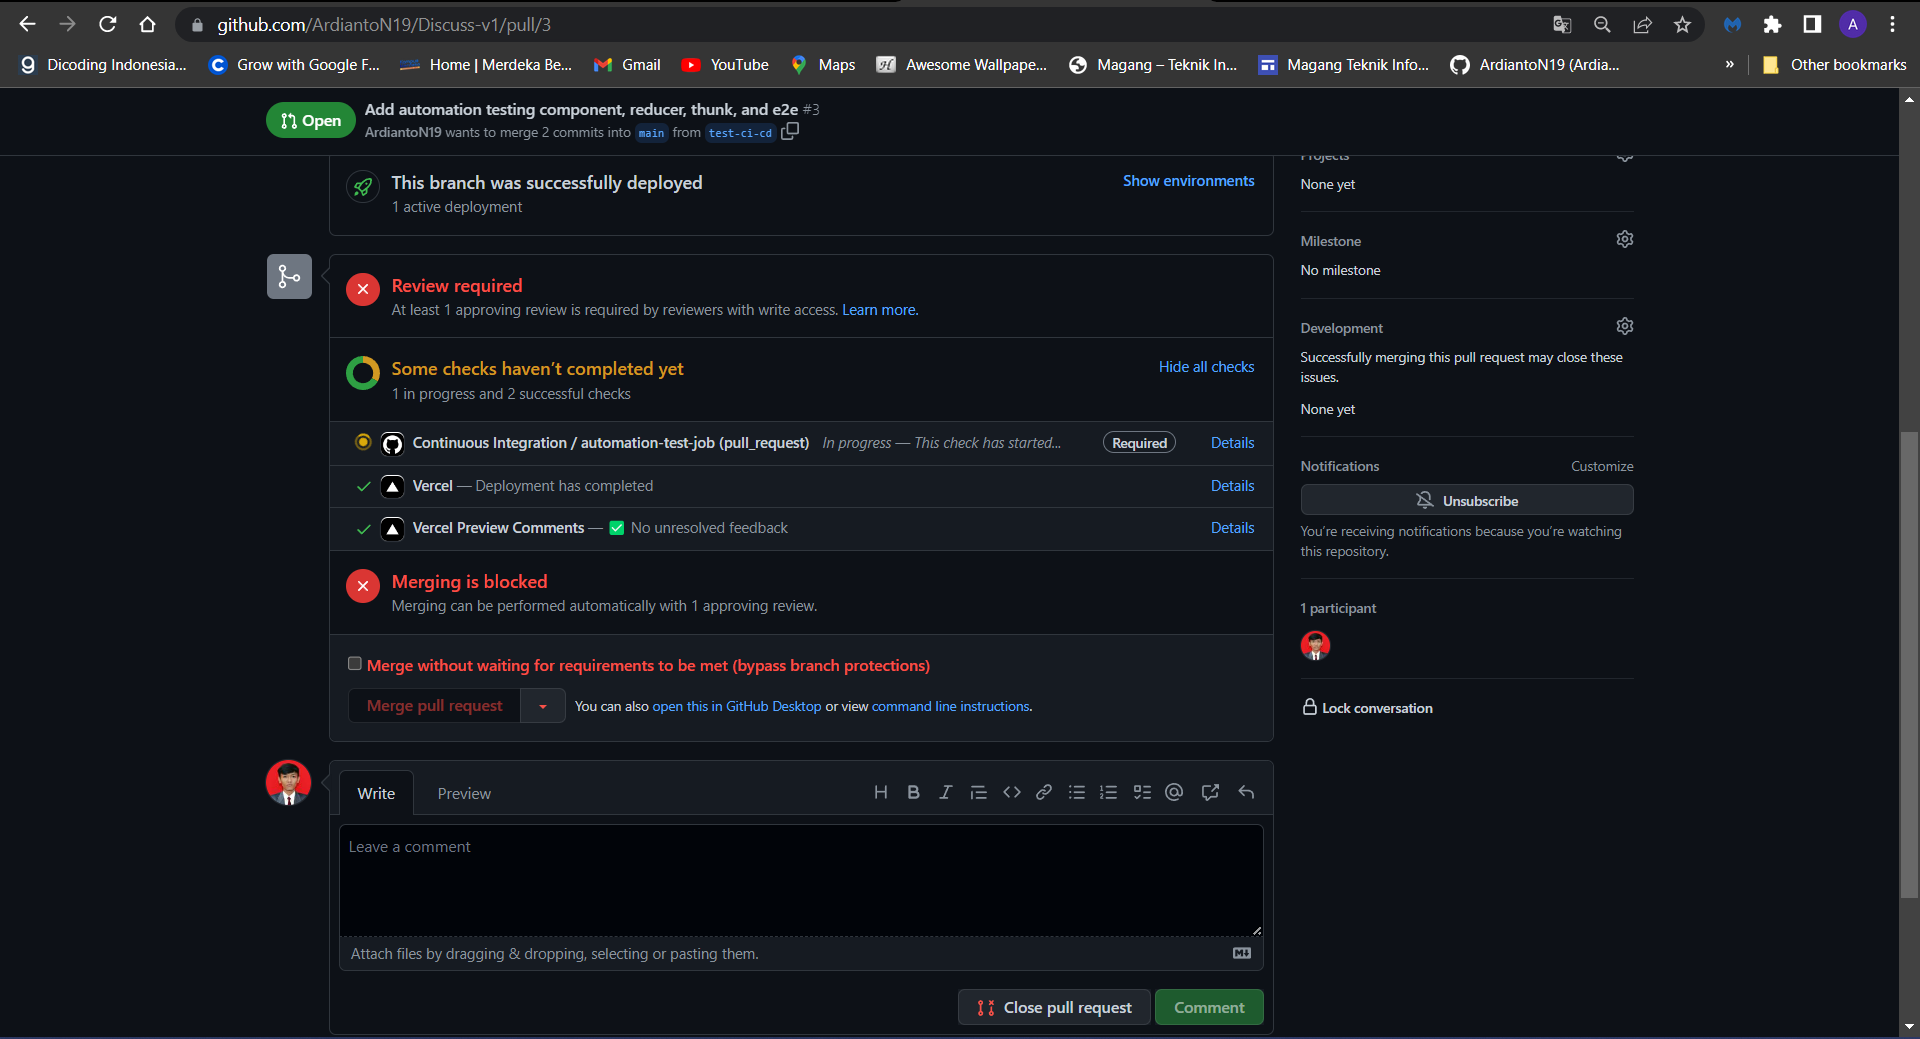 github.com/ArdiantoN19/Discuss-v1/pull/3
A
Dicoding Indonesia...
Grow with Google F...
Home | Merdeka Be...
Gmail
YouTube
Maps
Awesome Wallpape...
Magang – Teknik In...
Magang Teknik Info...
ArdiantoN19 (Ardia...
»
Other bookmarks
Open
Add automation testing component, reducer, thunk, and e2e #3
ArdiantoN19 wants to merge 2 commits into main from test-ci-cd
This branch was successfully deployed
Show environments
1 active deployment
Review required
At least 1 approving review is required by reviewers with write access. Learn more.
Some checks haven’t completed yet
Hide all checks
1 in progress and 2 successful checks
Continuous Integration / automation-test-job (pull_request) In progress — This check has started... Required Details
Vercel — Deployment has completed Details
Vercel Preview Comments — ✅ No unresolved feedback Details
Merging is blocked
Merging can be performed automatically with 1 approving review.
Merge without waiting for requirements to be met (bypass branch protections)
Merge pull request
You can also open this in GitHub Desktop or view command line instructions.
Write
Preview
Leave a comment
Attach files by dragging & dropping, selecting or pasting them.
Close pull request
Comment
Projects
None yet
Milestone
No milestone
Development
Successfully merging this pull request may close these
issues.
None yet
Notifications
Customize
Unsubscribe
You’re receiving notifications because you’re watching
this repository.
1 participant
Lock conversation